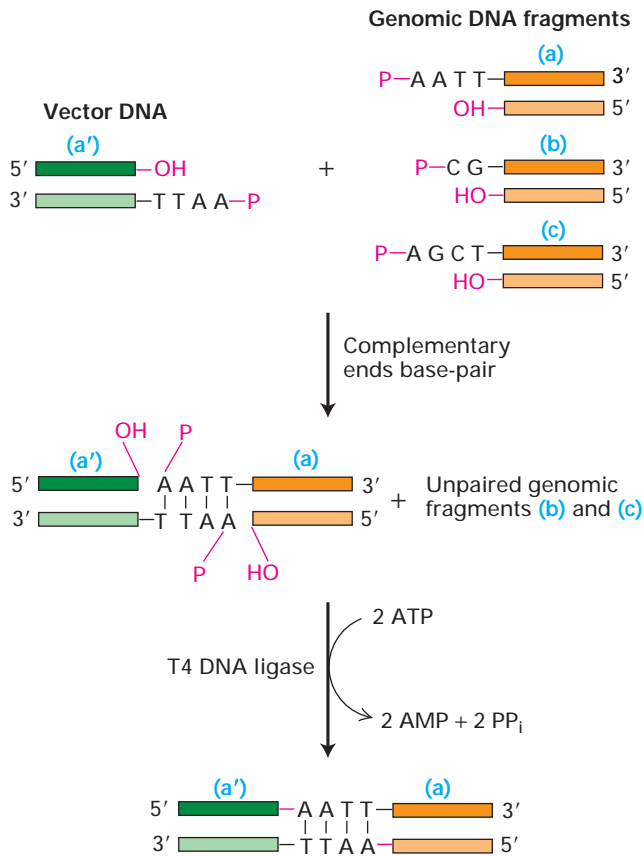 Genomic DNA fragments
(a)
P A A T T 3′
OH 5′
Vector DNA
(a′)
5′ OH
3′ T T A A P
+
(b)
P C G 3′
HO 5′
(c)
P A G C T 3′
HO 5′
Complementary
ends base-pair
OH P
(a′) (a)
5′ A A T T 3′
3′ T T A A 5′
P HO
+ Unpaired genomic
fragments (b) and (c)
2 ATP
T4 DNA ligase
2 AMP + 2 PPi
(a′) (a)
5′ A A T T 3′
3′ T T A A 5′